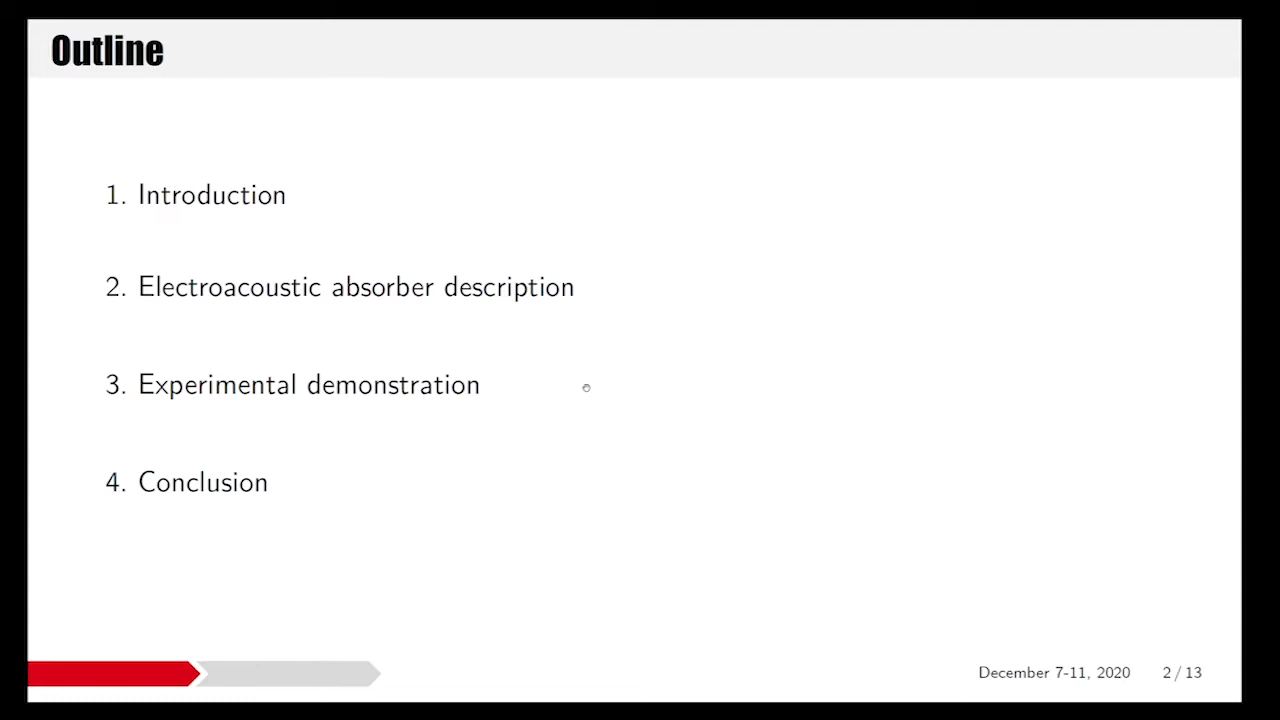 Outline
1. Introduction
2. Electroacoustic absorber description
3. Experimental demonstration
4. Conclusion
December 7-11, 2020 2 / 13